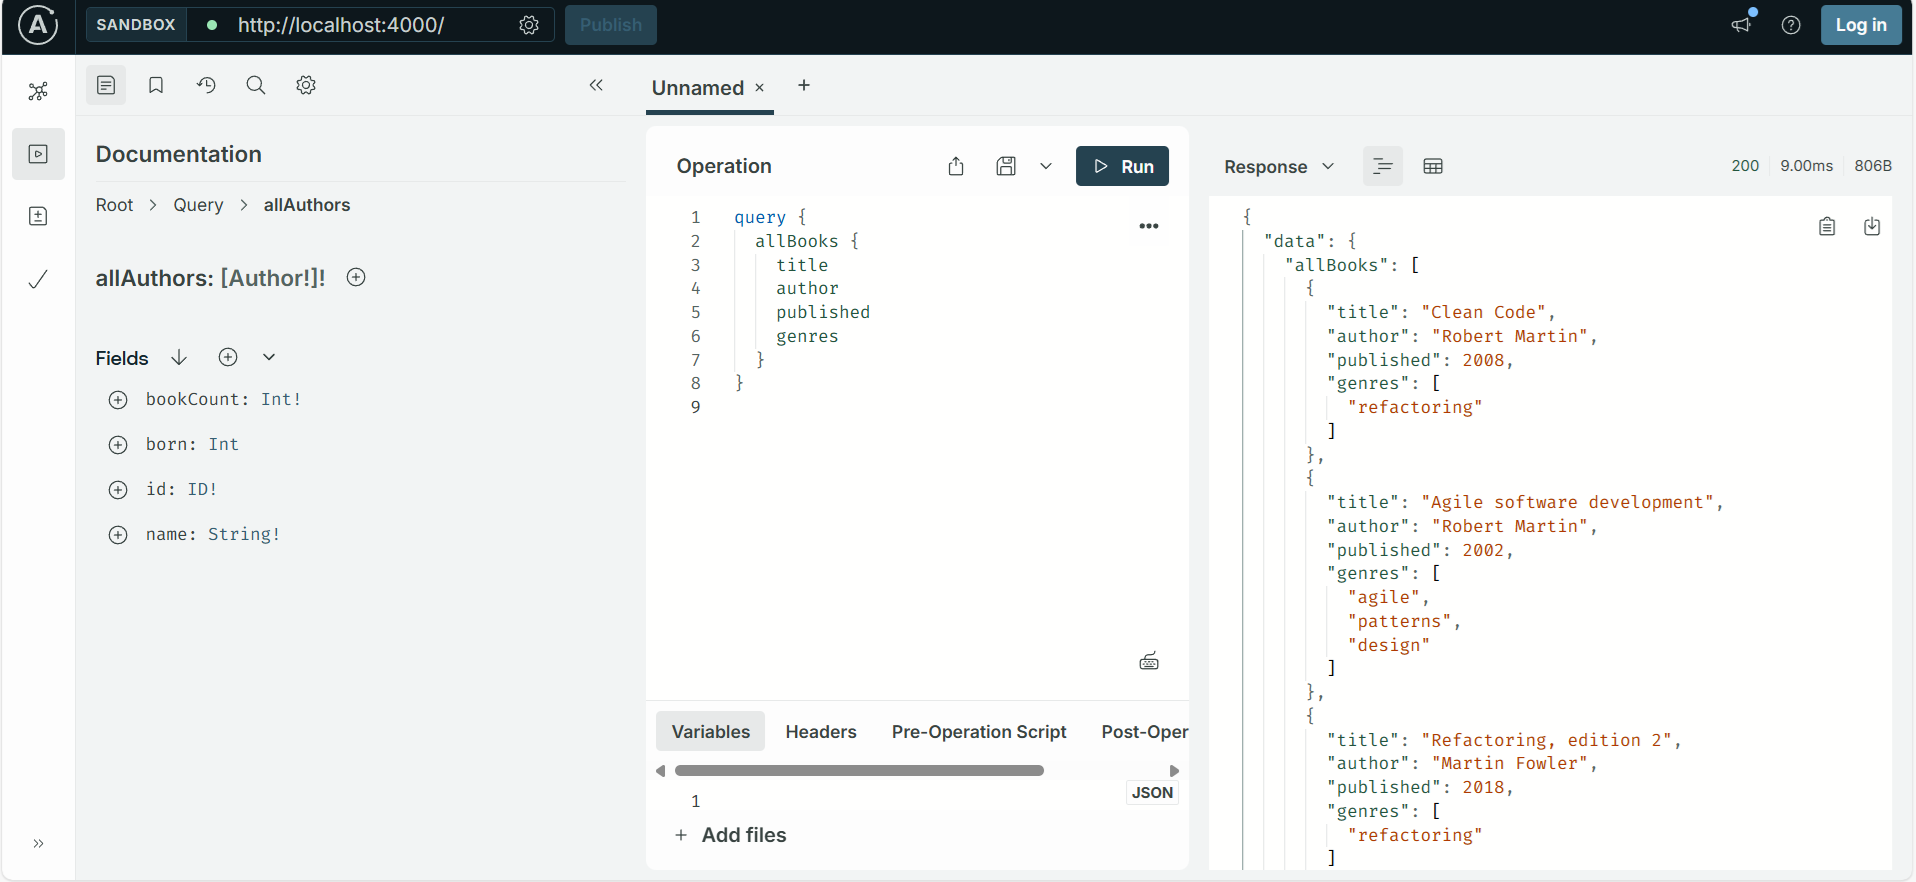 SANDBOX http://localhost:4000/ Publish Log in
Unnamed
Documentation
Root > Query > allAuthors
allAuthors: [Author!]!
Fields
bookCount: Int!
born: Int
id: ID!
name: String!
Operation
Run
1 query {
2 allBooks {
3 title
4 author
5 published
6 genres
7 }
8 }
9
Variables Headers Pre-Operation Script Post-Oper
JSON
1
+ Add files
Response 200 9.00ms 806B
{
"data": {
"allBooks": [
{
"title": "Clean Code",
"author": "Robert Martin",
"published": 2008,
"genres": [
"refactoring"
]
},
{
"title": "Agile software development",
"author": "Robert Martin",
"published": 2002,
"genres": [
"agile",
"patterns",
"design"
]
},
{
"title": "Refactoring, edition 2",
"author": "Martin Fowler",
"published": 2018,
"genres": [
"refactoring"
]